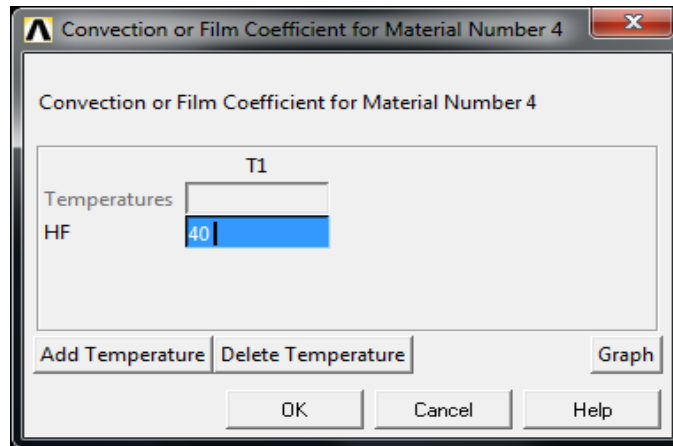 Convection or Film Coefficient for Material Number 4
Convection or Film Coefficient for Material Number 4
T1
Temperatures
HF 40
Add Temperature Delete Temperature Graph
OK Cancel Help